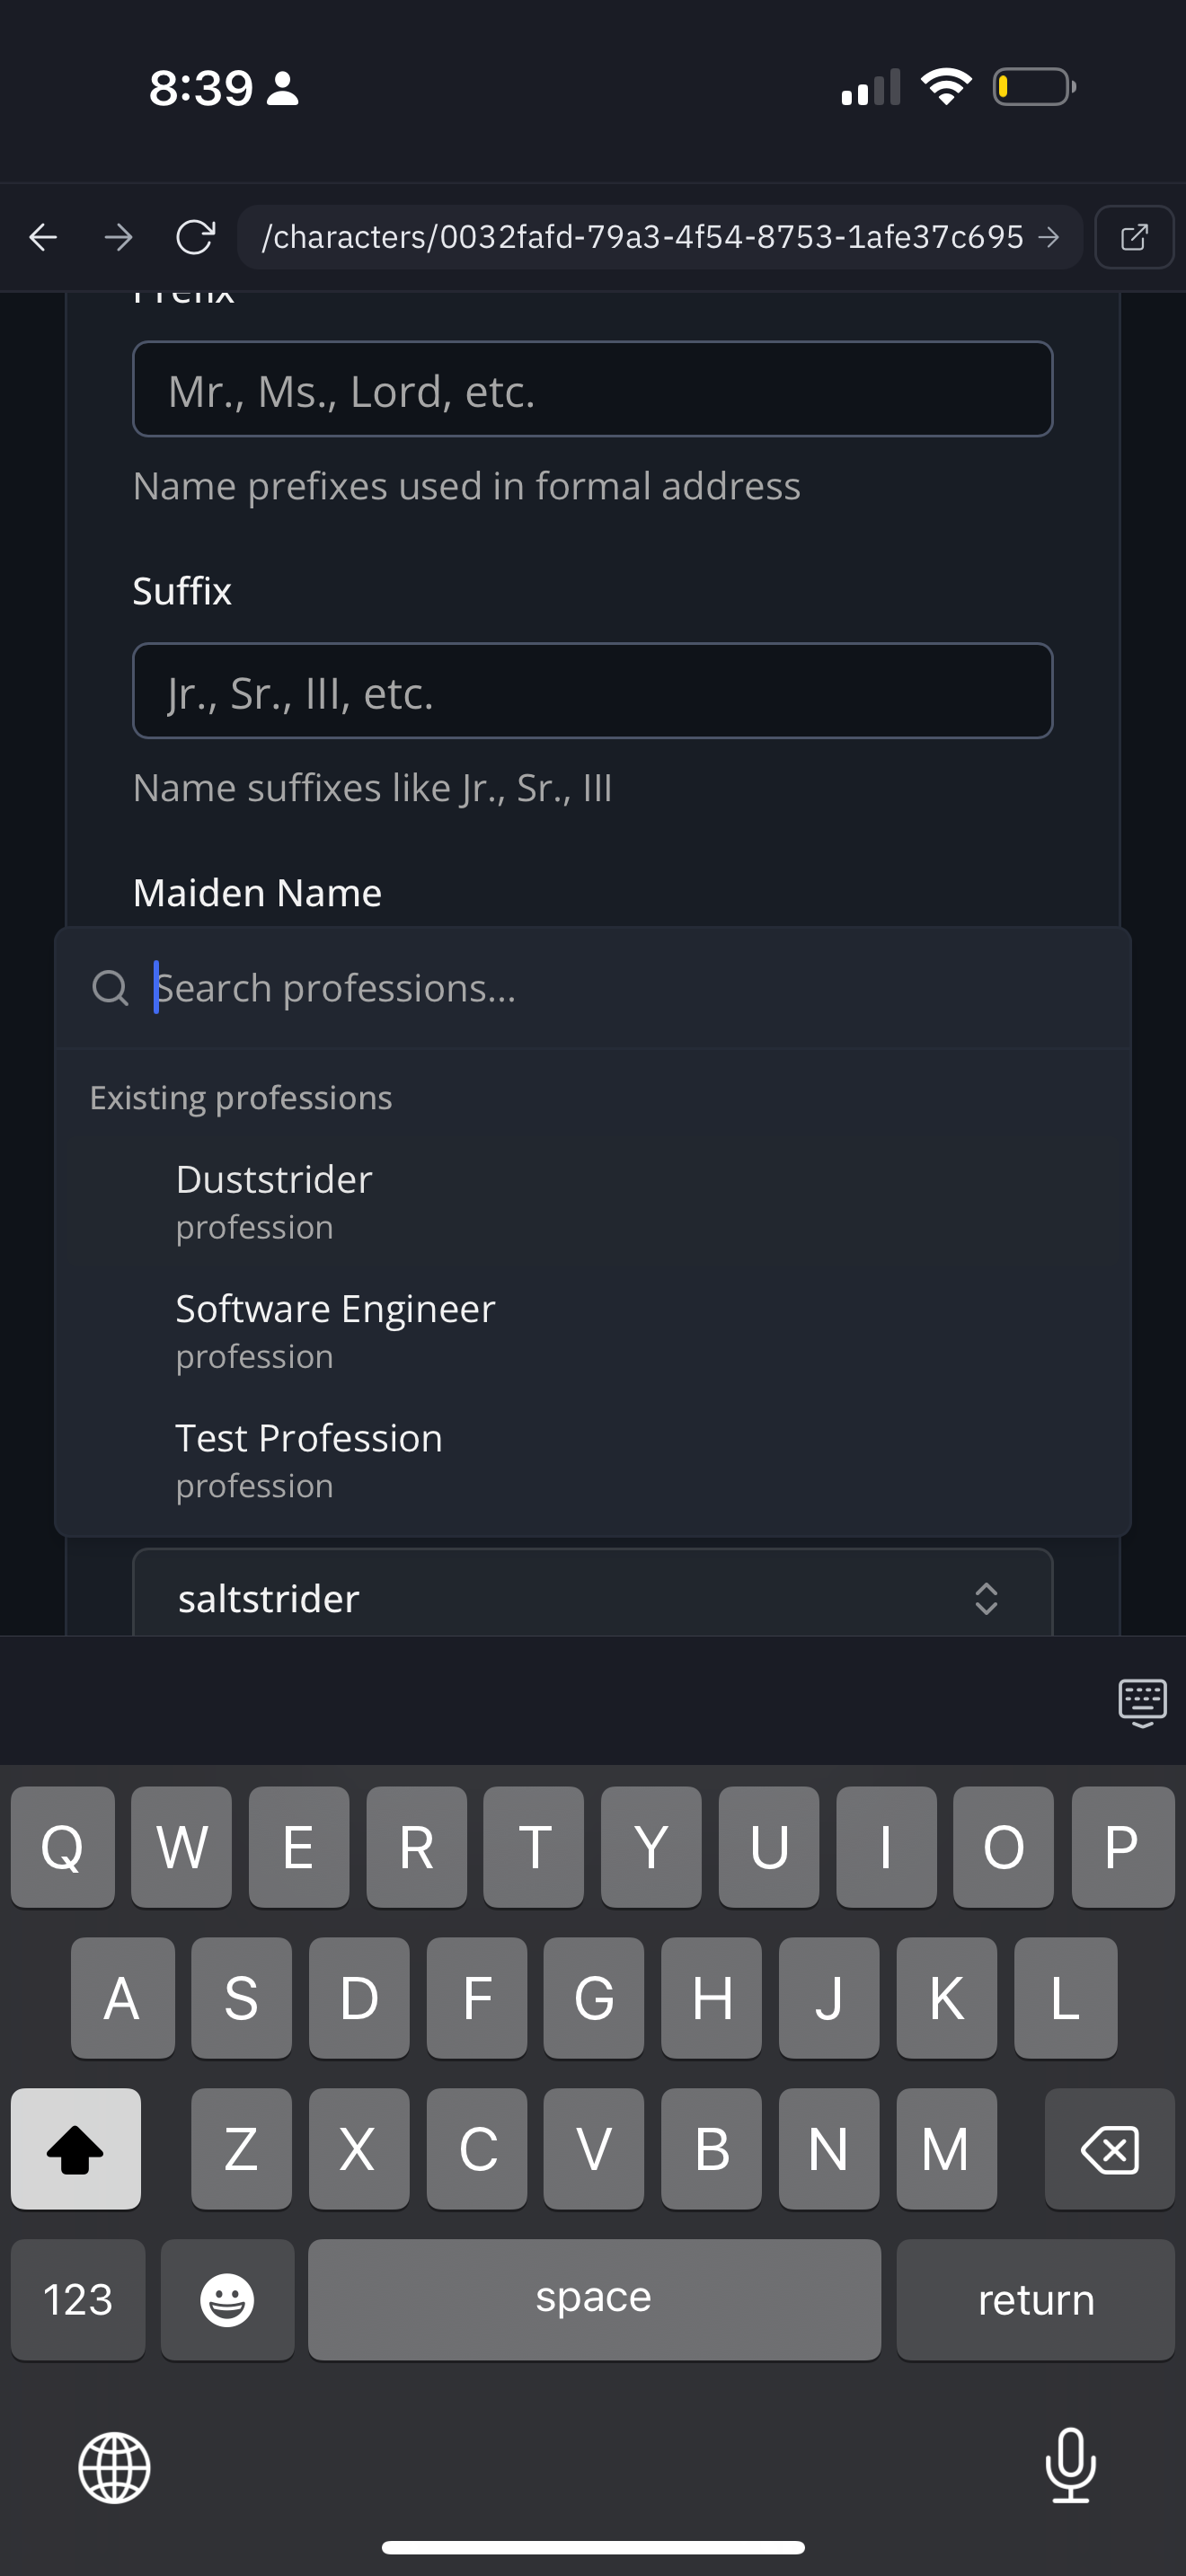 8:39
/characters/0032fafd-79a3-4f54-8753-1afe37c695
Prefix
Mr., Ms., Lord, etc.
Name prefixes used in formal address
Suffix
Jr., Sr., III, etc.
Name suffixes like Jr., Sr., III
Maiden Name
Search professions...
Existing professions
Duststrider
profession
Software Engineer
profession
Test Profession
profession
saltstrider
Q W E R T Y U I O P
A S D F G H J K L
Z X C V B N M
123 space return